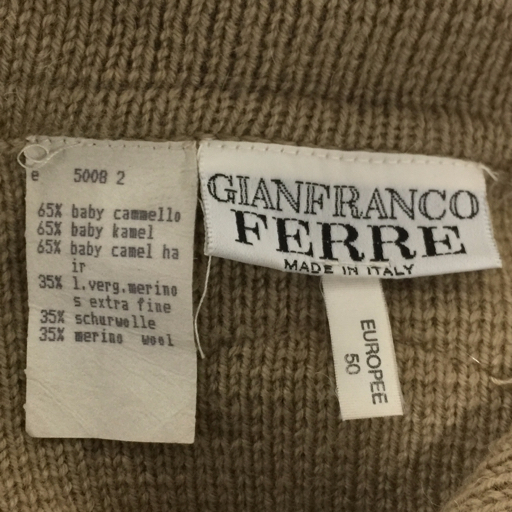 e 5008 2
65% baby cammello
65% baby kamel
65% baby camel ha
ir
35% l.verg.merino
s extra fine
35% schurwolle
35% merino wool
GIANFRANCO
FERRE
MADE IN ITALY
EUROPEE
50